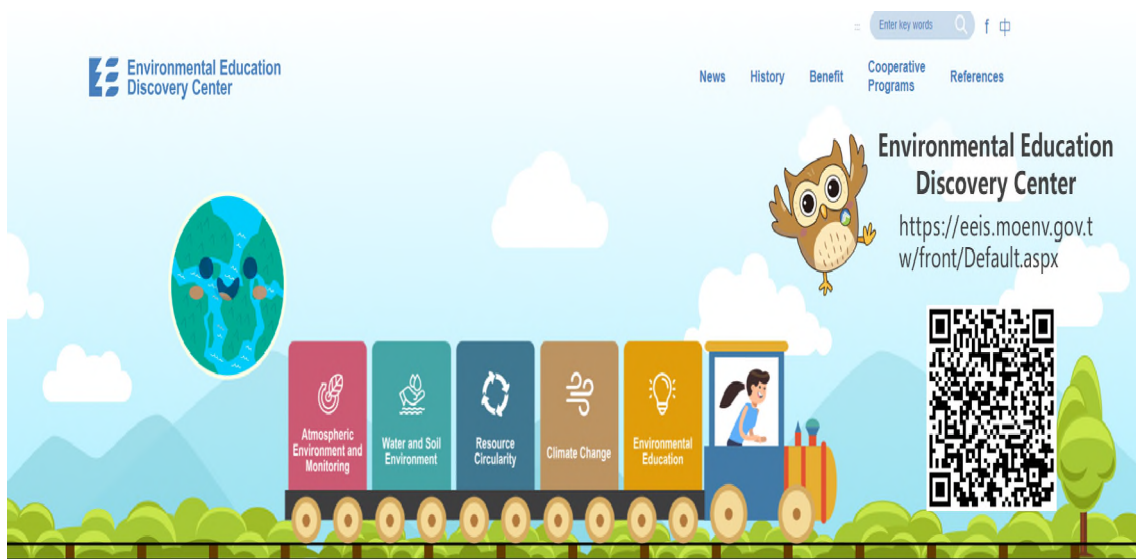 Enter key words
f 中
Environmental Education
Discovery Center
News History Benefit Cooperative Programs References
Environmental Education
Discovery Center
https://eeis.moenv.gov.t
w/front/Default.aspx
Atmospheric
Environment and
Monitoring
Water and Soil
Environment
Resource
Circularity
Climate Change
Environmental
Education